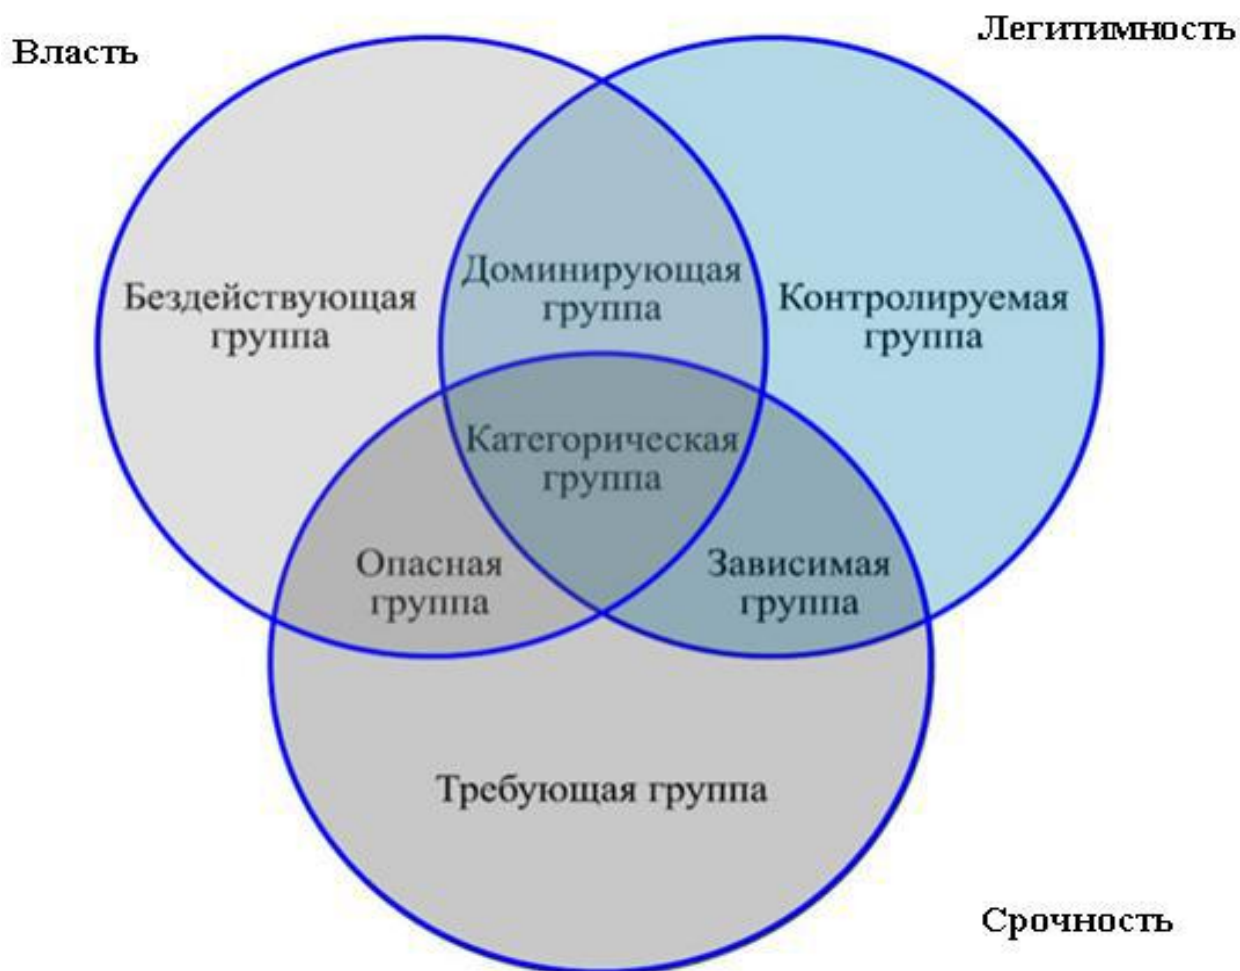 Власть
Легитимность
Бездействующая
группа
Доминирующая
группа
Контролируемая
группа
Категорическая
группа
Опасная
группа
Зависимая
группа
Требующая группа
Срочность